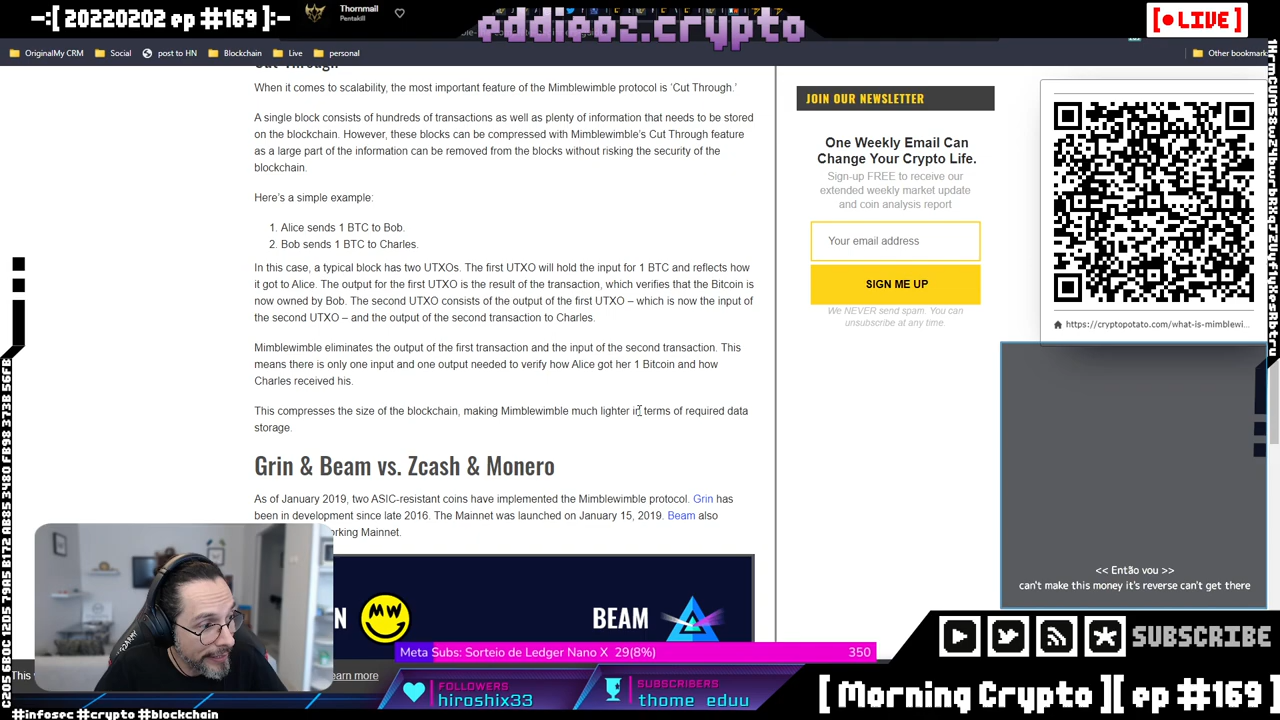 -:[ 20220202 ep #169 ]:-
Thornmall
Pentakill
eddieoz.crypto
[ • LIVE ]
OriginalMy CRM
Social
post to HN
Blockchain
Live
personal
Other bookmark
Cut-Through
When it comes to scalability, the most important feature of the Mimblewimble protocol is 'Cut Through.'
A single block consists of hundreds of transactions as well as plenty of information that needs to be stored
on the blockchain. However, these blocks can be compressed with Mimblewimble's Cut Through feature
as a large part of the information can be removed from the blocks without risking the security of the
blockchain.
Here's a simple example:
1. Alice sends 1 BTC to Bob.
2. Bob sends 1 BTC to Charles.
In this case, a typical block has two UTXOs. The first UTXO will hold the input for 1 BTC and reflects how
it got to Alice. The output for the first UTXO is the result of the transaction, which verifies that the Bitcoin is
now owned by Bob. The second UTXO consists of the output of the first UTXO – which is now the input of
the second UTXO – and the output of the second transaction to Charles.
Mimblewimble eliminates the output of the first transaction and the input of the second transaction. This
means there is only one input and one output needed to verify how Alice got her 1 Bitcoin and how
Charles received his.
This compresses the size of the blockchain, making Mimblewimble much lighter in terms of required data
storage.
Grin & Beam vs. Zcash & Monero
As of January 2019, two ASIC-resistant coins have implemented the Mimblewimble protocol. Grin has
been in development since late 2016. The Mainnet was launched on January 15, 2019. Beam also
orking Mainnet.
N
MW
BEAM
JOIN OUR NEWSLETTER
One Weekly Email Can
Change Your Crypto Life.
Sign-up FREE to receive our
extended weekly market update
and coin analysis report
Your email address
SIGN ME UP
We NEVER send spam. You can
unsubscribe at any time.
https://cryptopotato.com/what-is-mimblewi...
<< Então vou >>
can't make this money it's reverse can't get there
SUBSCRIBE
Meta Subs: Sorteio de Ledger Nano X 29(8%)
350
This
earn more
FOLLOWERS
hiroshix33
SUBSCRIBERS
thome_eduu
[ Morning Crypto ][ ep #169 ]
#infosec #crypto #blockchain